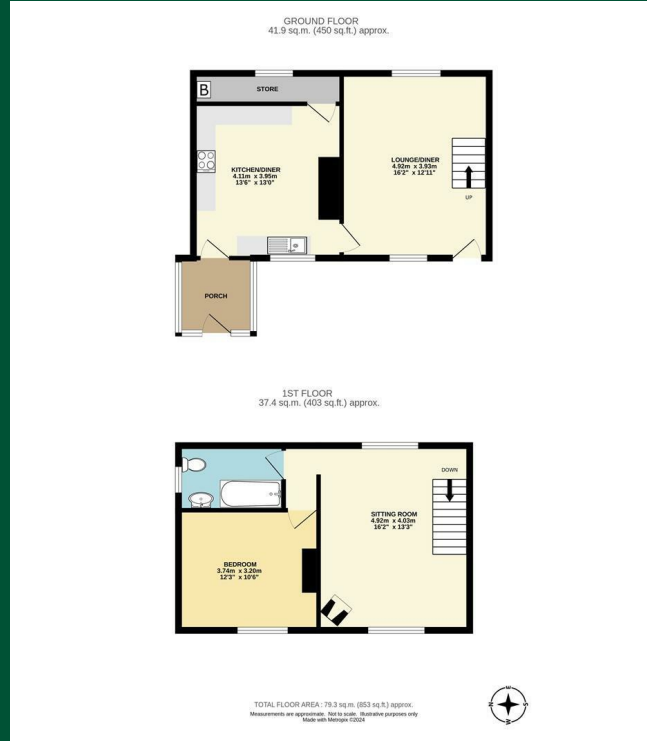 GROUND FLOOR
41.9 sq.m. (450 sq.ft.) approx.
B
STORE
KITCHEN/DINER
4.11m x 3.95m
13'6" x 13'0"
LOUNGE/DINER
4.92m x 3.93m
16'2" x 12'11"
UP
PORCH
1ST FLOOR
37.4 sq.m. (403 sq.ft.) approx.
DOWN
SITTING ROOM
4.92m x 4.03m
16'2" x 13'3"
BEDROOM
3.74m x 3.20m
12'3" x 10'6"
TOTAL FLOOR AREA : 79.3 sq.m. (853 sq.ft.) approx.
Measurements are approximate. Not to scale. Illustrative purposes only
Made with Metropix ©2024
N
E
S
W